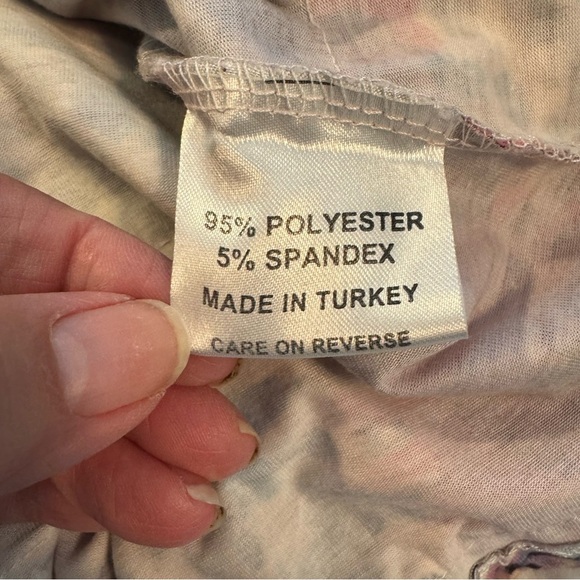 95% POLYESTER
5% SPANDEX
MADE IN TURKEY
CARE ON REVERSE